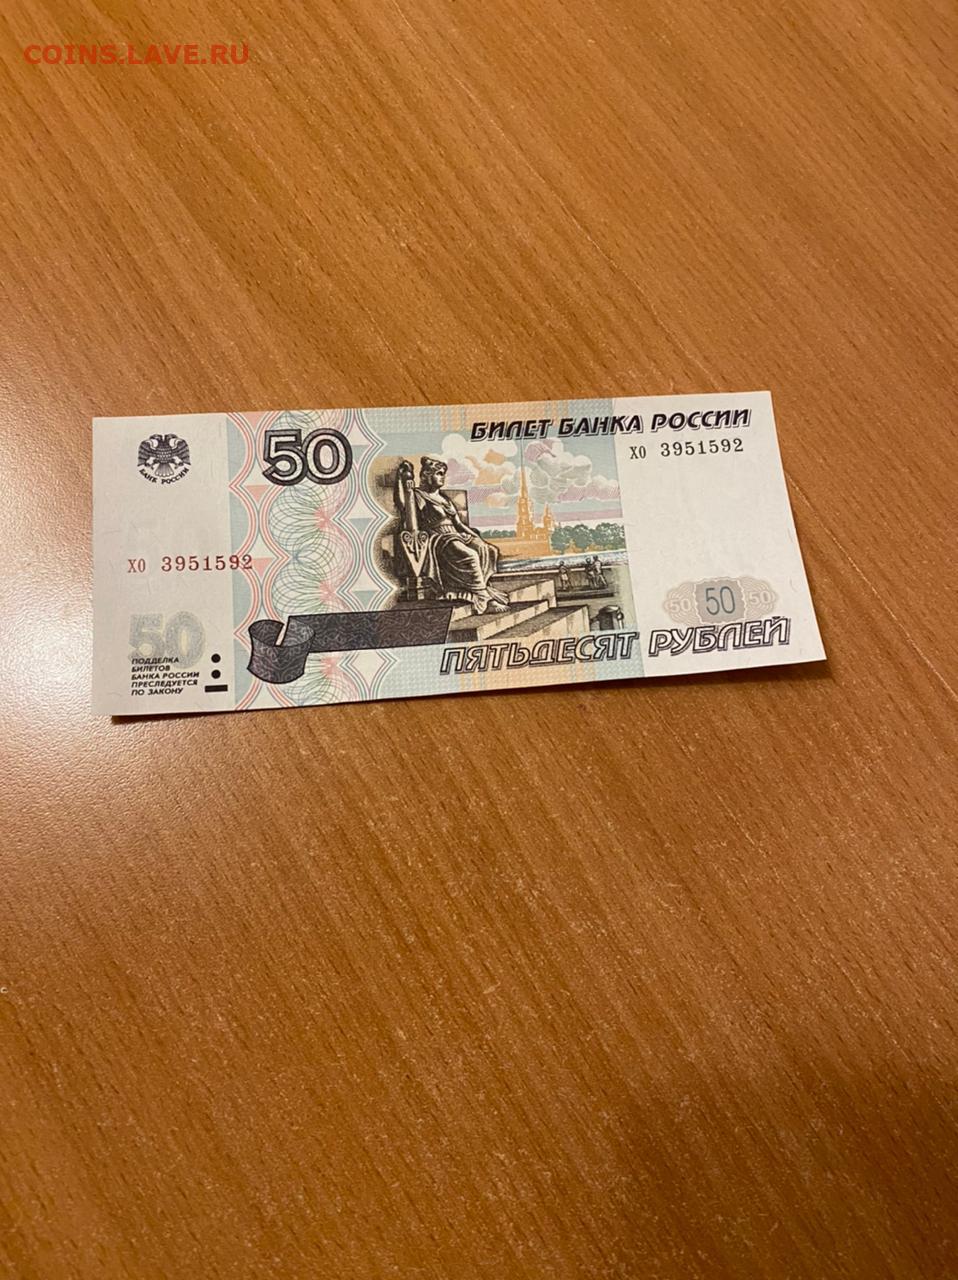 COINS.LAVE.RU
БИЛЕТ БАНКА РОССИИ
50
БАНК РОССИИ
хо 3951592
хо 3951592
50
50 50 50
ПОДДЕЛКА
БИЛЕТОВ
БАНКА РОССИИ
ПРЕСЛЕДУЕТСЯ
ПО ЗАКОНУ
ПЯТЬДЕСЯТ РУБЛЕЙ